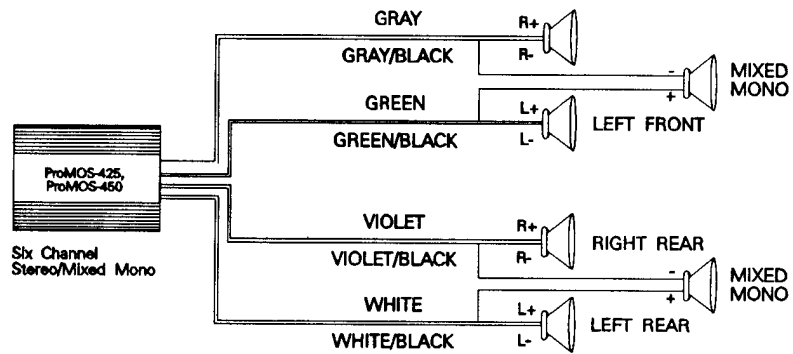 GRAY
R+
GRAY/BLACK
R-
-
MIXED
+
MONO
GREEN
L+
LEFT FRONT
GREEN/BLACK
L-
ProMOS-425,
ProMOS-450
Six Channel
Stereo/Mixed Mono
VIOLET
R+
RIGHT REAR
VIOLET/BLACK
R-
-
MIXED
+
MONO
WHITE
L+
LEFT REAR
WHITE/BLACK
L-